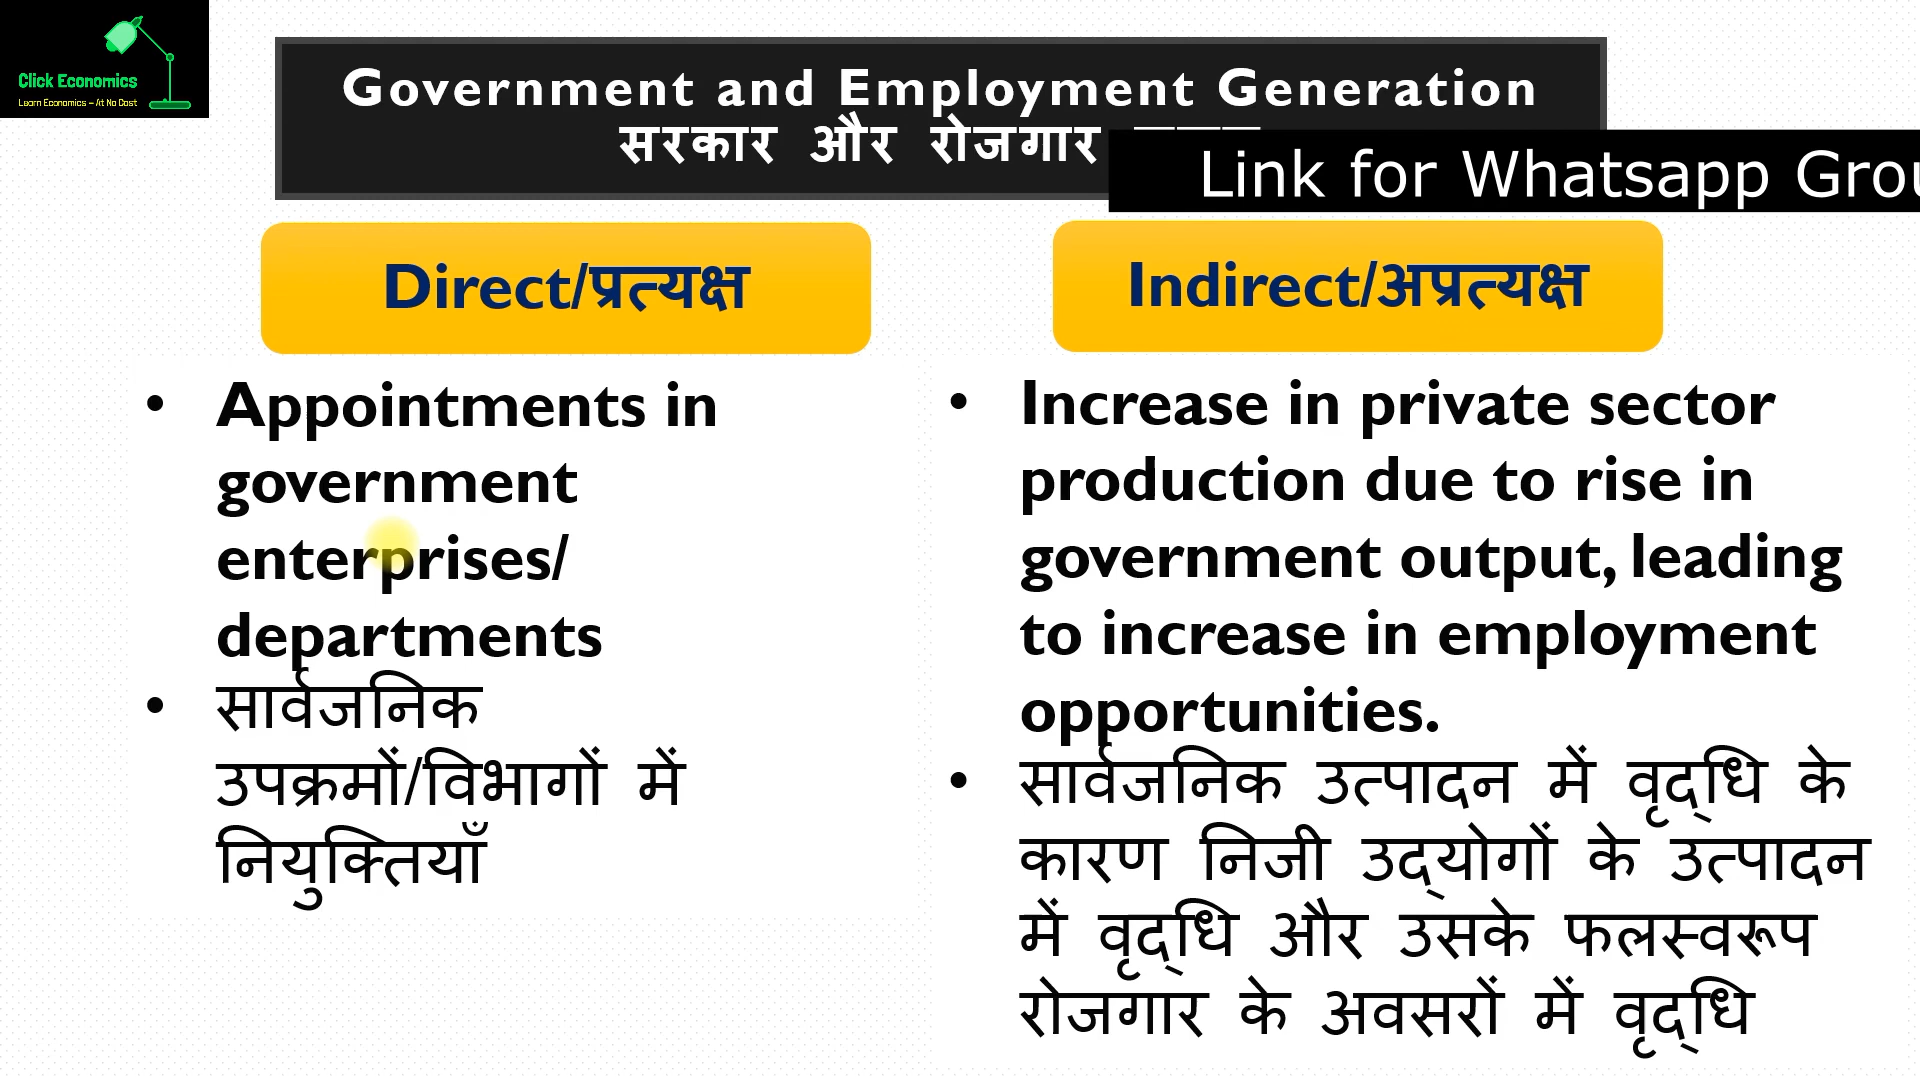 Click Economics
Learn Economics – At No Cost
Government and Employment Generation
सरकार और रोजगार
Link for Whatsapp Grou
Direct/प्रत्यक्ष
• Appointments in
government
enterprises/
departments
• सार्वजनिक
उपक्रमों/विभागों में
नियुक्तियाँ
Indirect/अप्रत्यक्ष
• Increase in private sector
production due to rise in
government output, leading
to increase in employment
opportunities.
• सार्वजनिक उत्पादन में वृद्धि के
कारण निजी उद्योगों के उत्पादन
में वृद्धि और उसके फलस्वरूप
रोजगार के अवसरों में वृद्धि